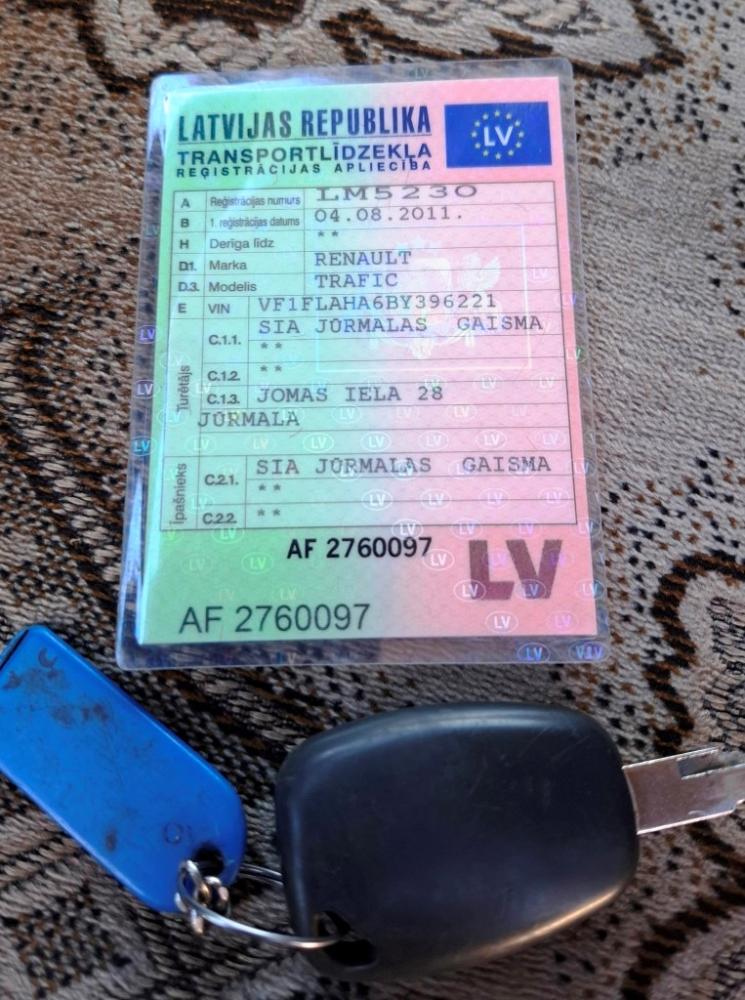 LATVIJAS REPUBLIKA
LV
TRANSPORTLĪDZEKĻA
REĢISTRĀCIJAS APLIECĪBA
A Reģistrācijas numurs LM5230
B 1. reģistrācijas datums 04.08.2011.
H Derīga līdz **
D.1. Marka RENAULT
D.3. Modelis TRAFIC
E VIN VF1FLAHA6BY396221
Turētājs
C.1.1. SIA JŪRMALAS GAISMA
**
C.1.2. **
C.1.3. JOMAS IELA 28
JŪRMALA
Īpašnieks
C.2.1. SIA JŪRMALAS GAISMA
**
C.2.2. **
AF 2760097
LV
AF 2760097